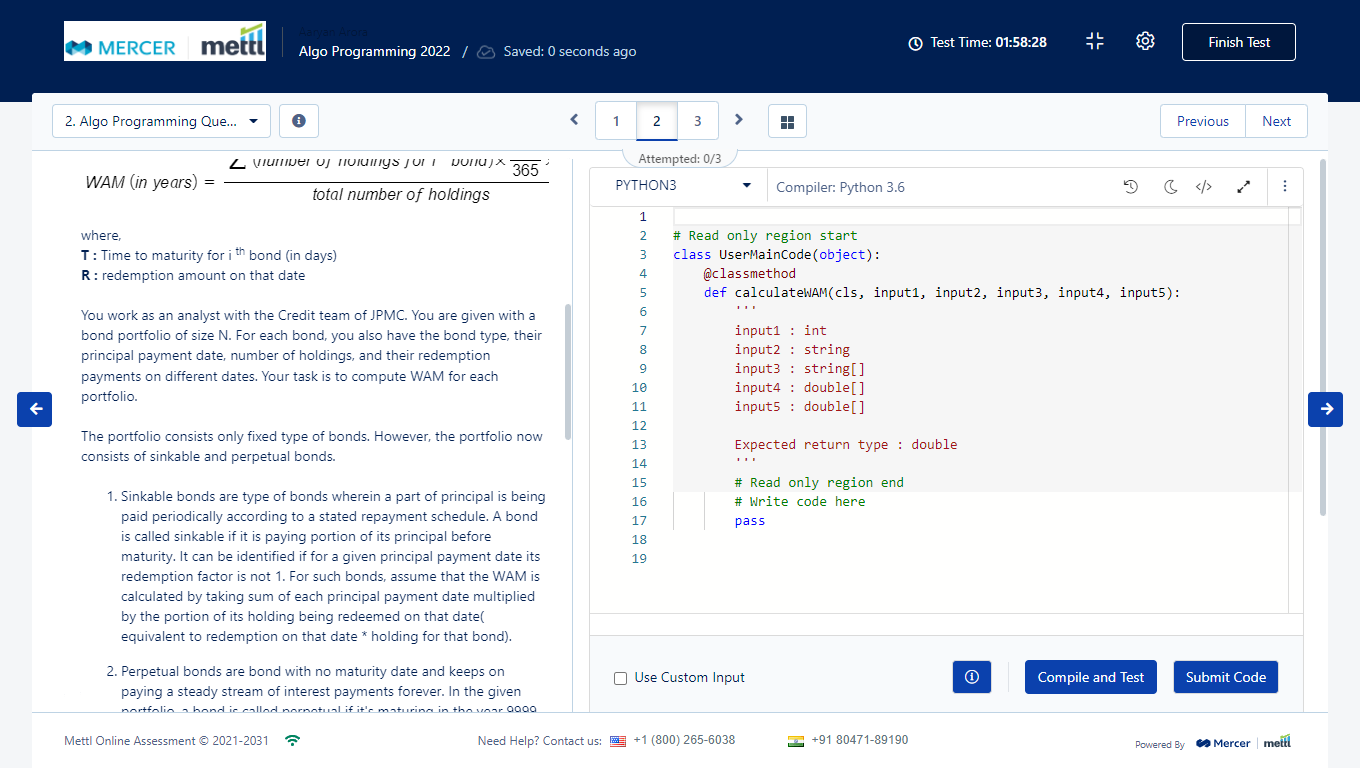 MERCER
mettl
Algo Programming 2022 / Saved: 0 seconds ago
Test Time: 01:58:28
Finish Test
2. Algo Programming Que...
1 2 3
Previous Next
Attempted: 0/3
WAM (in years) = ∑ (number of holdings for i th bond) × 365
total number of holdings
where,
T : Time to maturity for i th bond (in days)
R : redemption amount on that date
You work as an analyst with the Credit team of JPMC. You are given with a
bond portfolio of size N. For each bond, you also have the bond type, their
principal payment date, number of holdings, and their redemption
payments on different dates. Your task is to compute WAM for each
portfolio.
The portfolio consists only fixed type of bonds. However, the portfolio now
consists of sinkable and perpetual bonds.
1. Sinkable bonds are type of bonds wherein a part of principal is being
paid periodically according to a stated repayment schedule. A bond
is called sinkable if it is paying portion of its principal before
maturity. It can be identified if for a given principal payment date its
redemption factor is not 1. For such bonds, assume that the WAM is
calculated by taking sum of each principal payment date multiplied
by the portion of its holding being redeemed on that date(
equivalent to redemption on that date * holding for that bond).
2. Perpetual bonds are bond with no maturity date and keeps on
paying a steady stream of interest payments forever. In the given
portfolio, a bond is called perpetual if it's maturing in the year 9999
PYTHON3
Compiler: Python 3.6
1
2 # Read only region start
3 class UserMainCode(object):
4 @classmethod
5 def calculateWAM(cls, input1, input2, input3, input4, input5):
6 '''
7 input1 : int
8 input2 : string
9 input3 : string[]
10 input4 : double[]
11 input5 : double[]
12
13 Expected return type : double
14 '''
15 # Read only region end
16 # Write code here
17 pass
18
19
Use Custom Input
Compile and Test
Submit Code
Mettl Online Assessment © 2021-2031
Need Help? Contact us: +1 (800) 265-6038
+91 80471-89190
Powered By Mercer | mettl